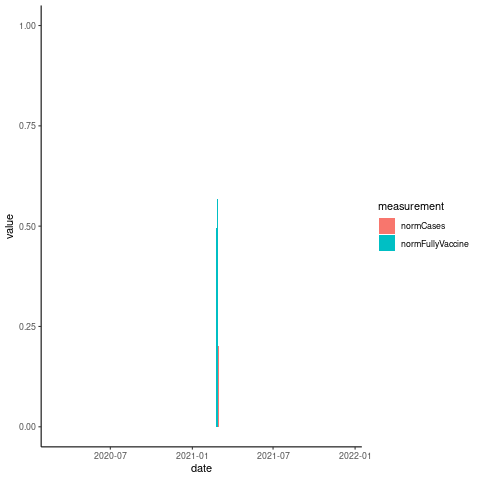 1.00
0.75
0.50
0.25
0.00
value
2020-07
2021-01
2021-07
2022-01
date
measurement
normCases
normFullyVaccine